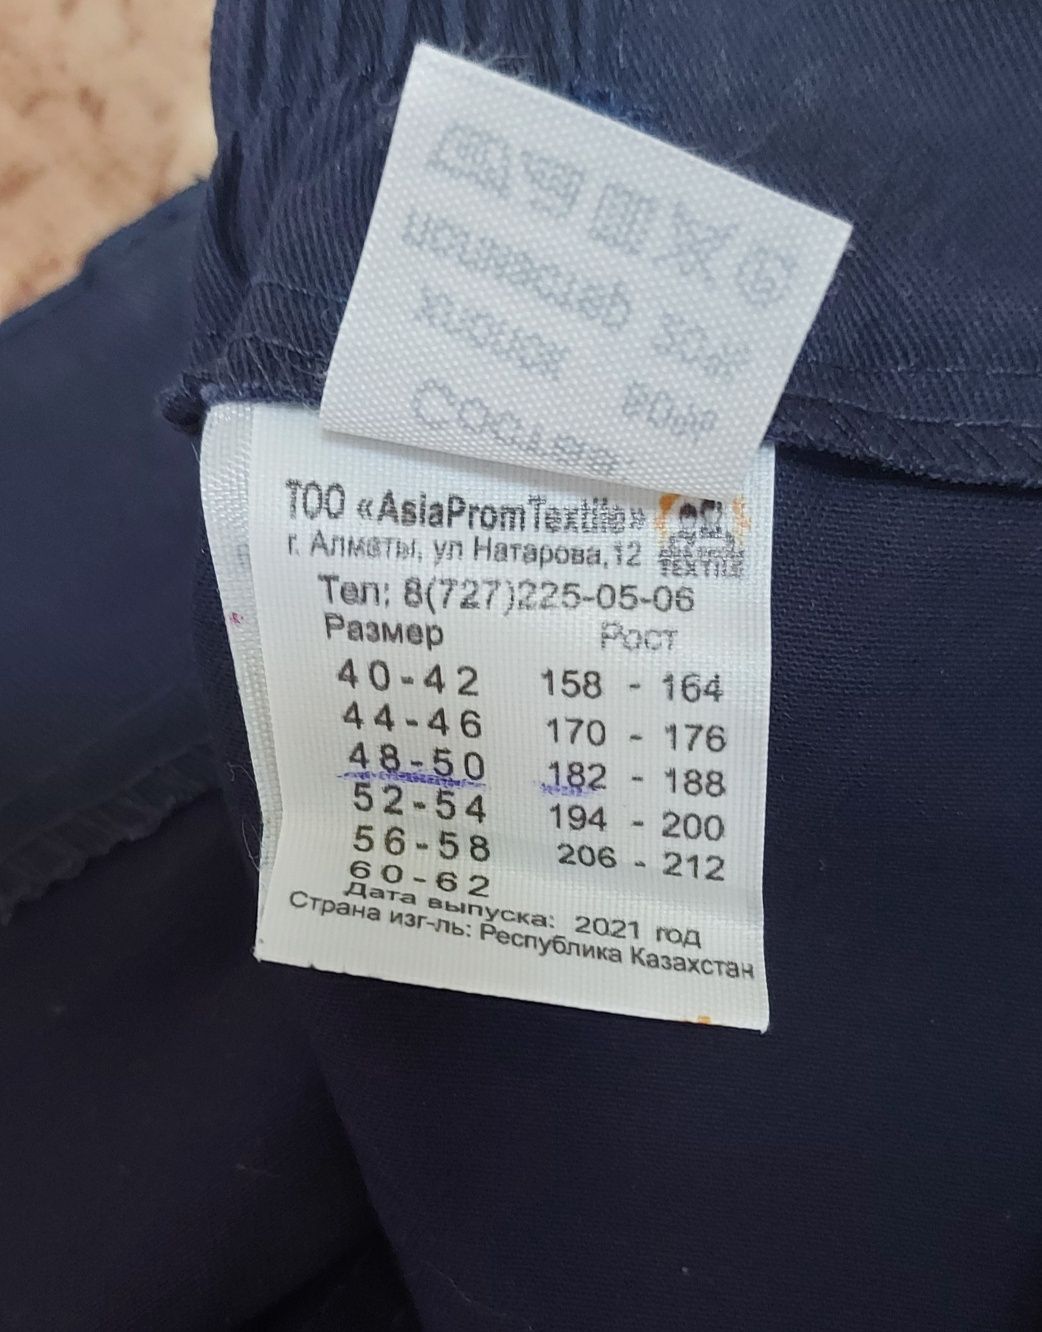 ТОО «AsiaPromTextile»
г. Алматы, ул Натарова,12
TEXTILE
Тел: 8(727)225-05-06
Размер Рост
40-42 158 - 164
44-46 170 - 176
48-50 182 - 188
52-54 194 - 200
56-58 206 - 212
60-62
Дата выпуска: 2021 год
Страна изг-ль: Республика Казахстан